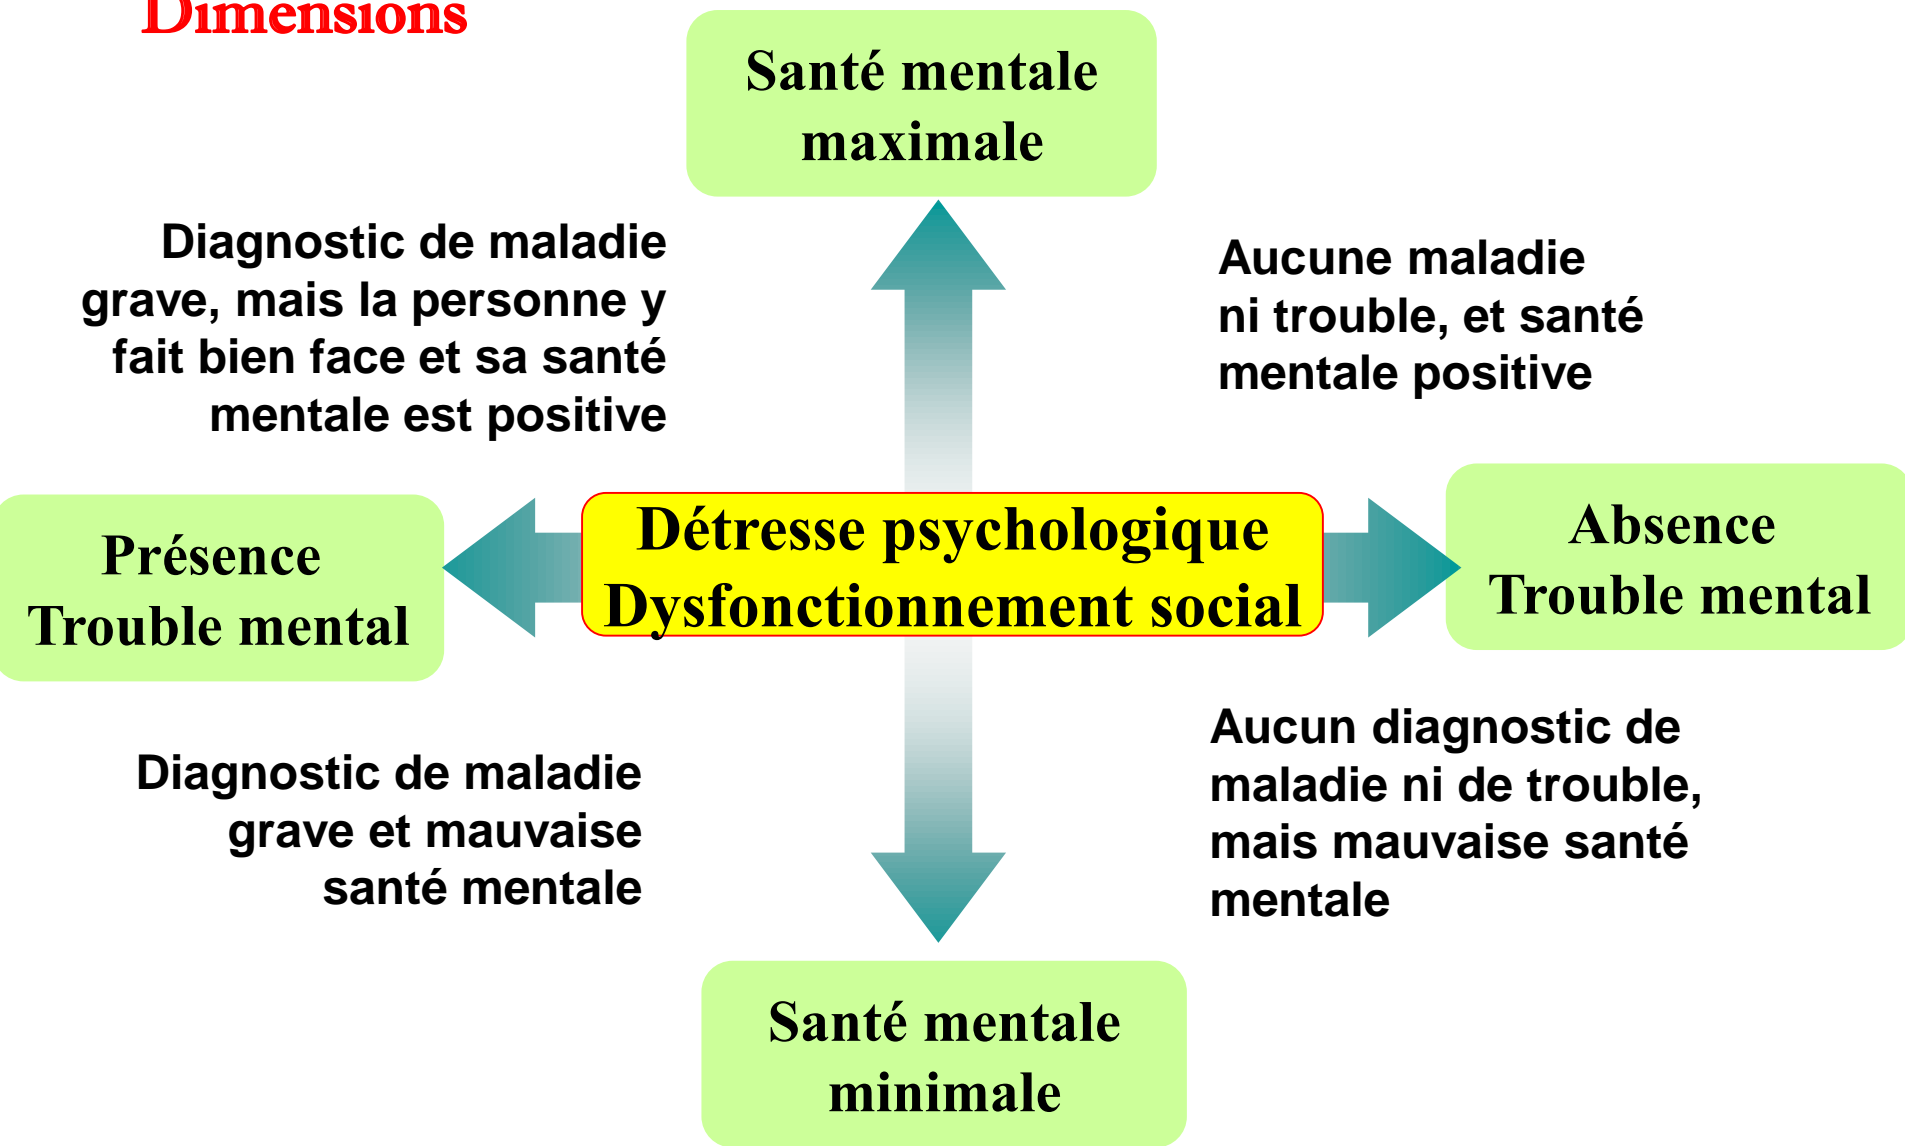 Dimensions
Santé mentale
maximale
Diagnostic de maladie
grave, mais la personne y
fait bien face et sa santé
mentale est positive
Aucune maladie
ni trouble, et santé
mentale positive
Présence
Trouble mental
Détresse psychologique
Dysfonctionnement social
Absence
Trouble mental
Diagnostic de maladie
grave et mauvaise
santé mentale
Aucun diagnostic de
maladie ni de trouble,
mais mauvaise santé
mentale
Santé mentale
minimale